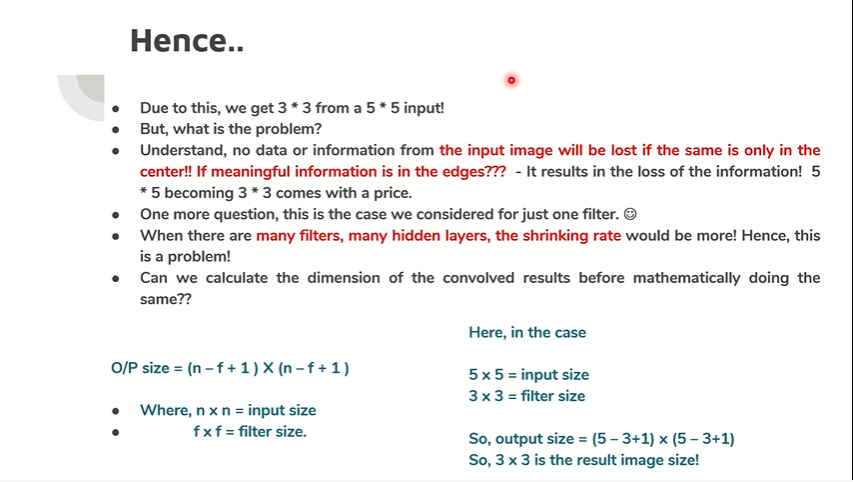 Hence..
● Due to this, we get 3 * 3 from a 5 * 5 input!
● But, what is the problem?
● Understand, no data or information from the input image will be lost if the same is only in the
center!! If meaningful information is in the edges??? - It results in the loss of the information! 5
* 5 becoming 3 * 3 comes with a price.
● One more question, this is the case we considered for just one filter. ☺
● When there are many filters, many hidden layers, the shrinking rate would be more! Hence, this
is a problem!
● Can we calculate the dimension of the convolved results before mathematically doing the
same??
O/P size = (n – f + 1 ) X (n – f + 1 )
● Where, n x n = input size
● f x f = filter size.
Here, in the case
5 x 5 = input size
3 x 3 = filter size
So, output size = (5 – 3+1) x (5 – 3+1)
So, 3 x 3 is the result image size!